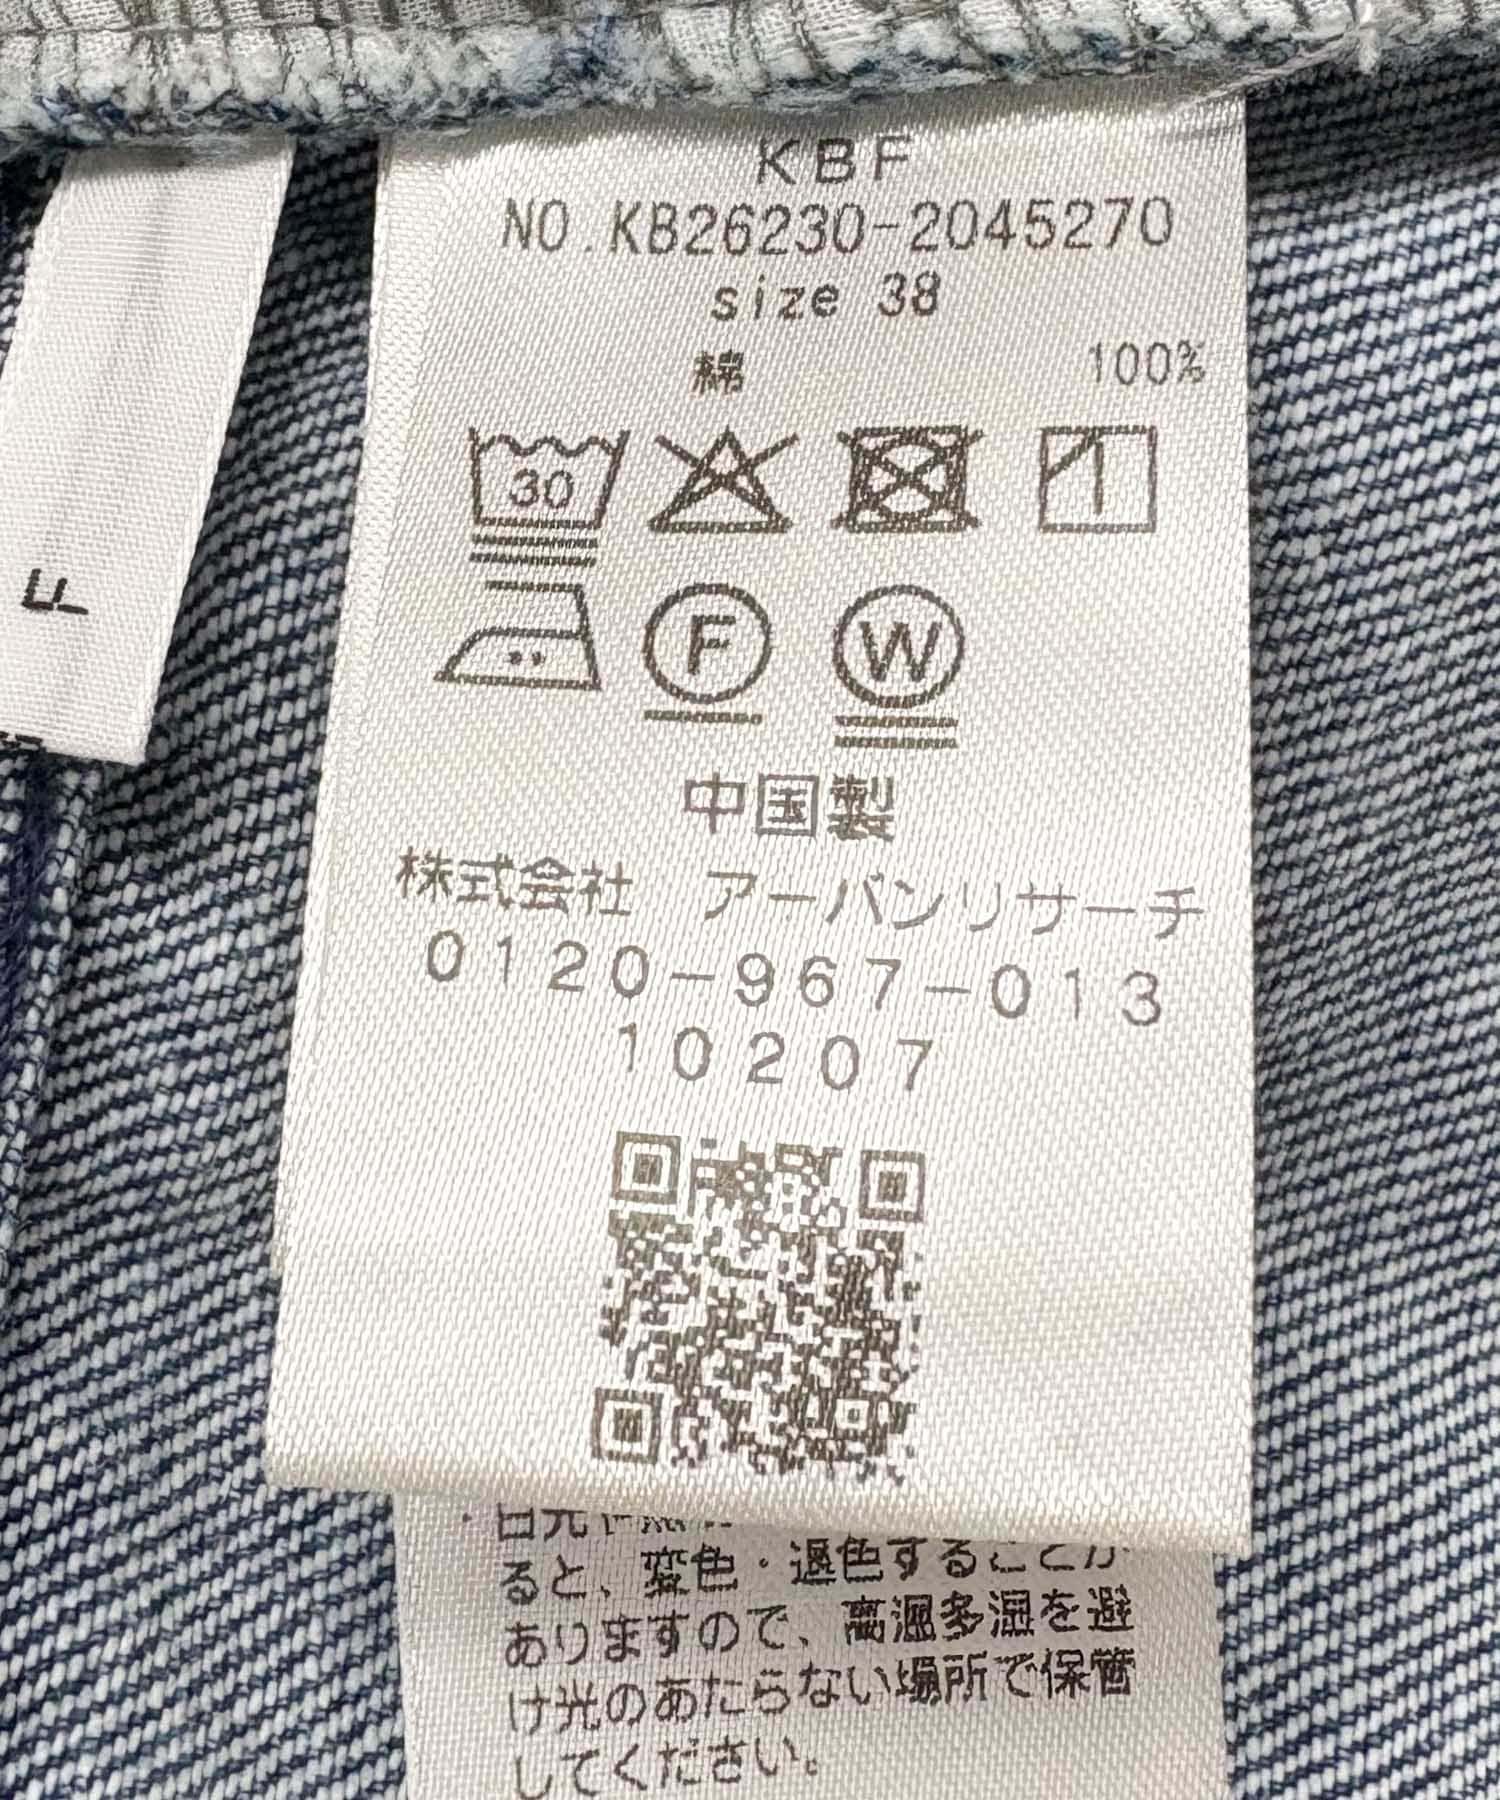 KBF
NO.KB26230-2045270
size 38
綿 100%
30
F W
中国製
株式会社 アーバンリサーチ
0120-967-013
10207
ると、変色・退色することが
ありますので、高温多湿を避
け光のあたらない場所で保管
してください。
F